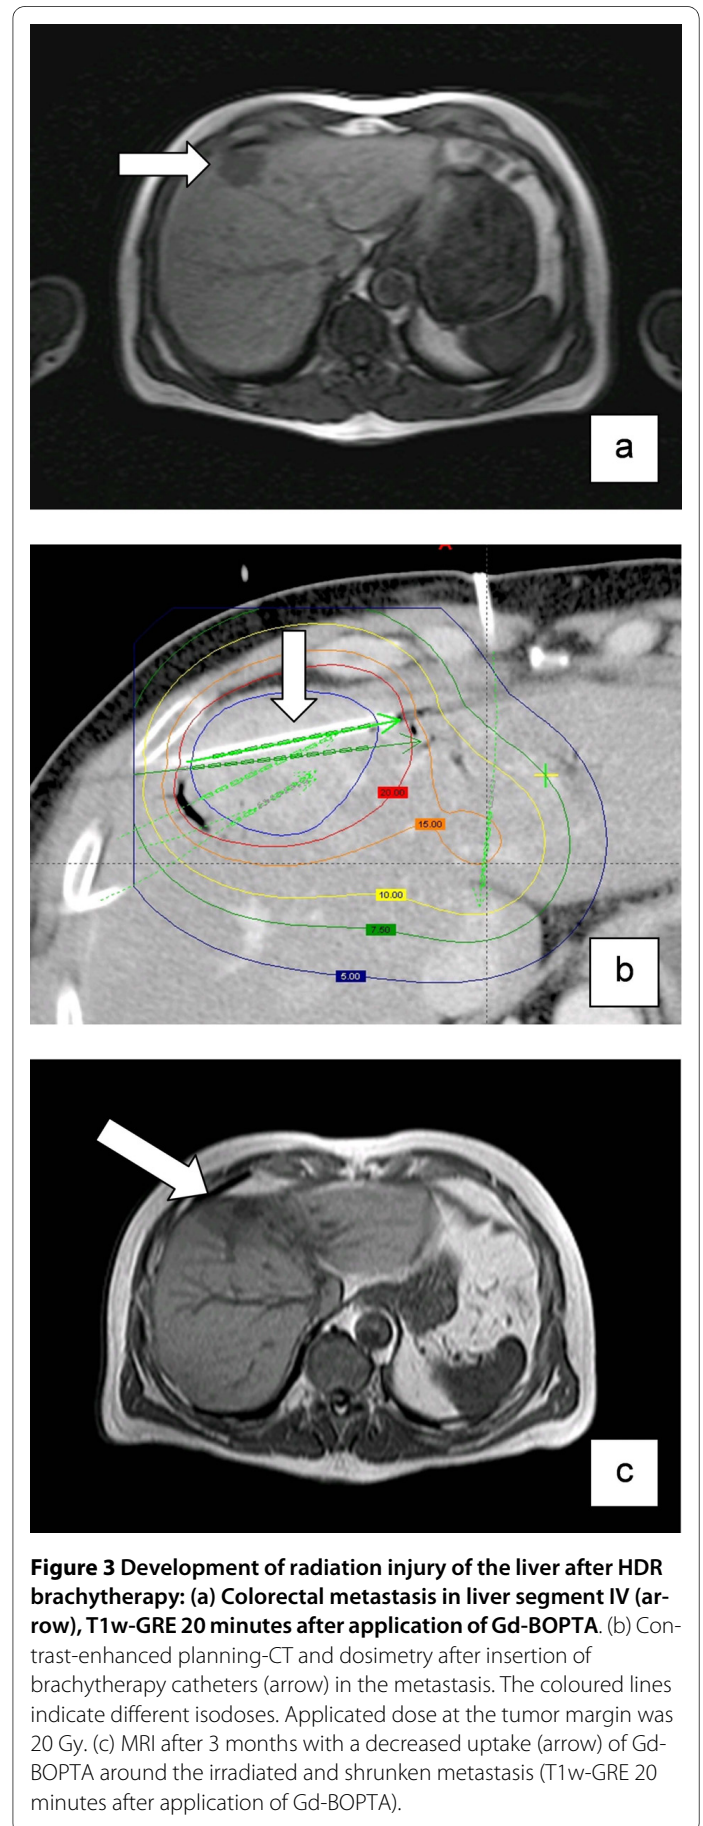 a
A
20.00
15.00
10.00
7.50
5.00
b
c
Figure 3 Development of radiation injury of the liver after HDR
brachytherapy: (a) Colorectal metastasis in liver segment IV (ar-
row), T1w-GRE 20 minutes after application of Gd-BOPTA. (b) Con-
trast-enhanced planning-CT and dosimetry after insertion of
brachytherapy catheters (arrow) in the metastasis. The coloured lines
indicate different isodoses. Applicated dose at the tumor margin was
20 Gy. (c) MRI after 3 months with a decreased uptake (arrow) of Gd-
BOPTA around the irradiated and shrunken metastasis (T1w-GRE 20
minutes after application of Gd-BOPTA).